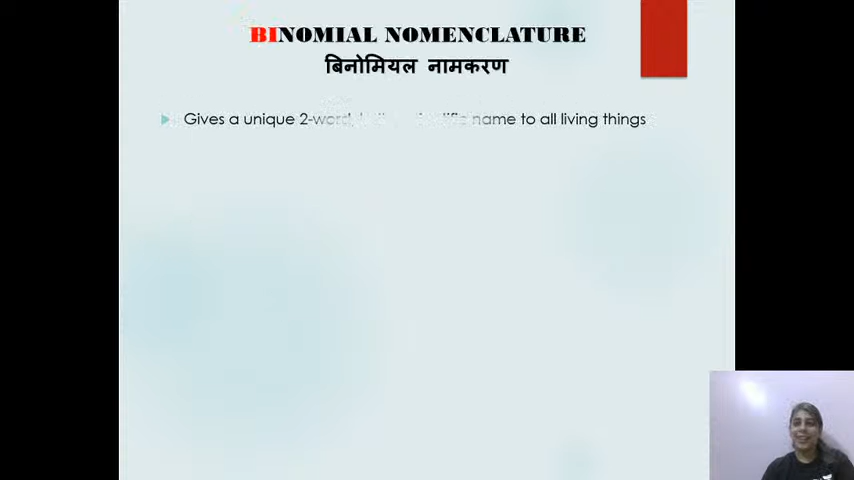 BINOMIAL NOMENCLATURE
बिनोमियल नामकरण
Gives a unique 2-word name to all living things